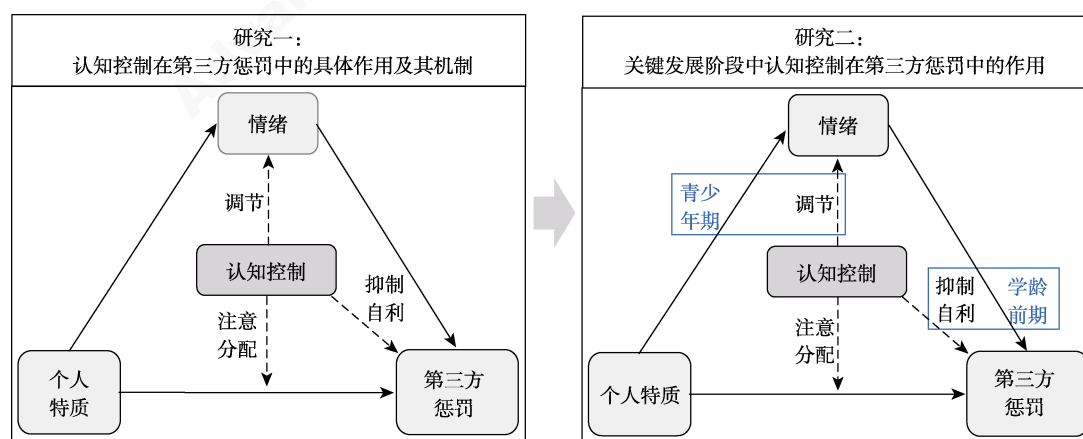 研究一：
认知控制在第三方惩罚中的具体作用及其机制
情绪
调节
认知控制
抑制
自利
注意
分配
个人
特质
第三方
惩罚
研究二：
关键发展阶段中认知控制在第三方惩罚中的作用
情绪
青少
年期
调节
认知控制
抑制
自利
学龄
前期
注意
分配
个人特质
第三方
惩罚